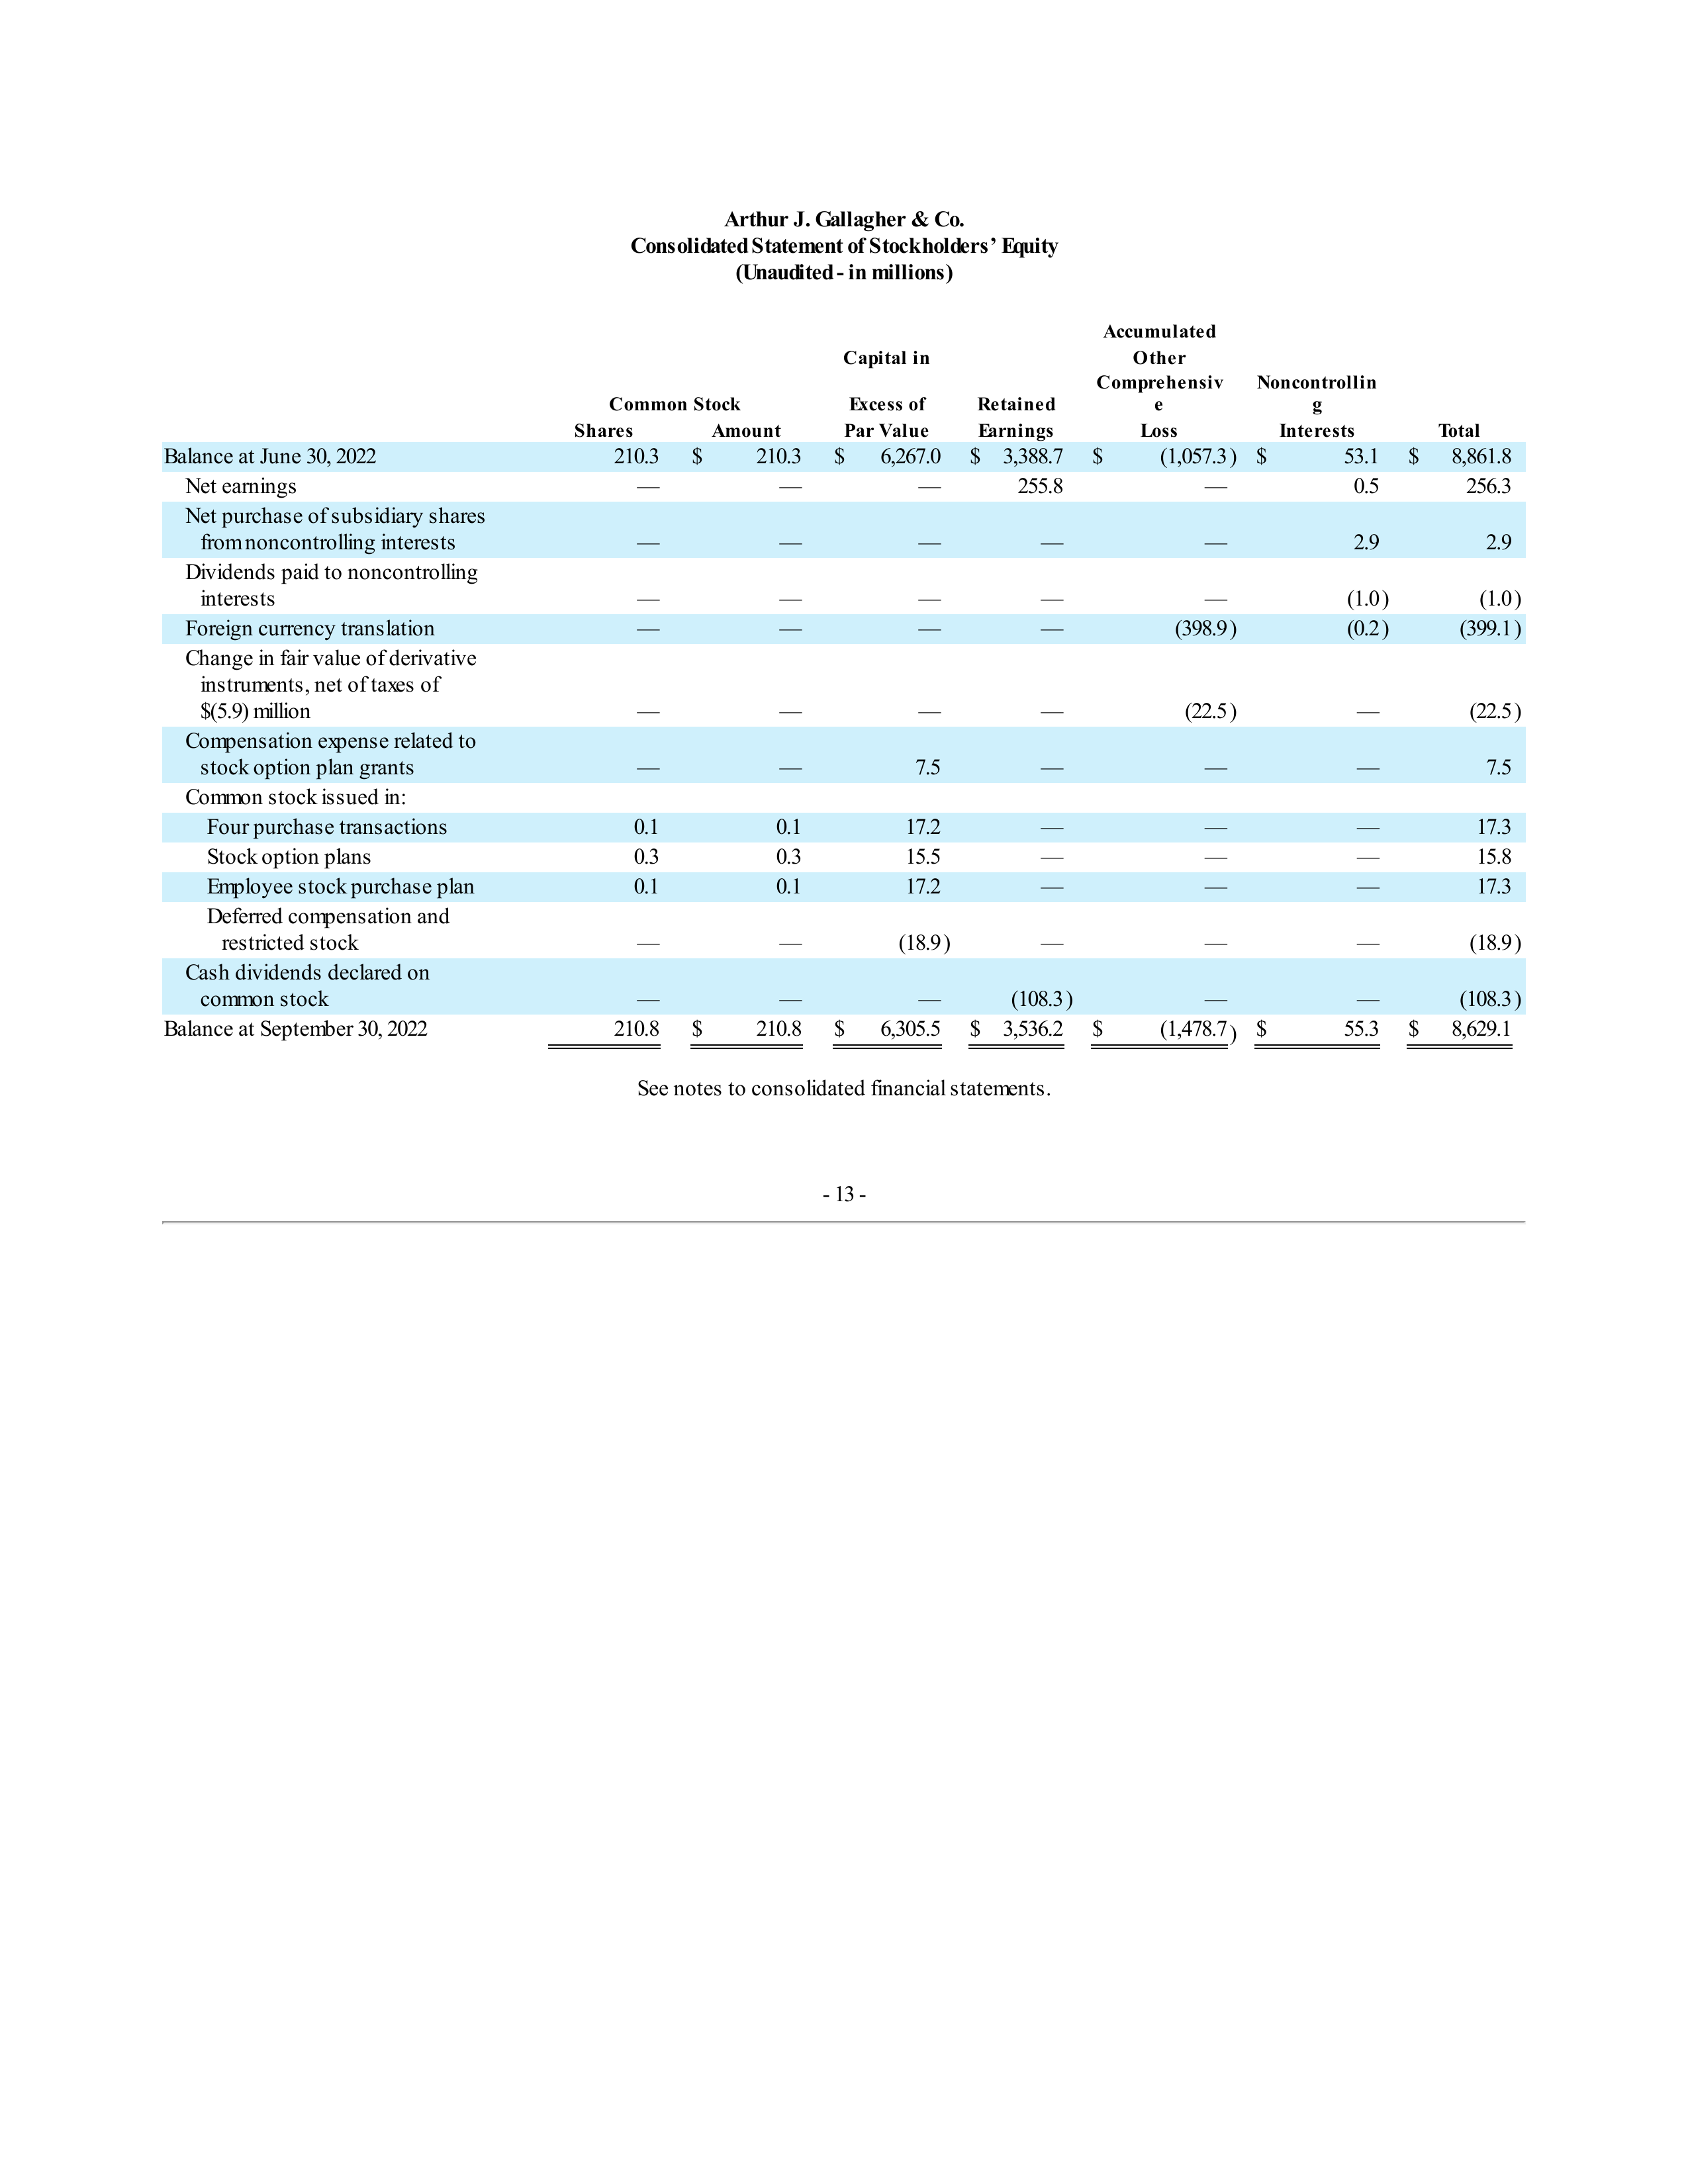 Arthur J. Gallagher & Co.
Consolidated Statement of Stockholders’ Equity
(Unaudited - in millions)
Accumulated
Capital in Other
Comprehensiv Noncontrollin
Common Stock Excess of Retained e g
Shares Amount Par Value Earnings Loss Interests Total
Balance at June 30, 2022 210.3 $ 210.3 $ 6,267.0 $ 3,388.7 $ (1,057.3) $ 53.1 $ 8,861.8
Net earnings — — — 255.8 — 0.5 256.3
Net purchase of subsidiary shares
from noncontrolling interests — — — — — 2.9 2.9
Dividends paid to noncontrolling
interests — — — — — (1.0) (1.0)
Foreign currency translation — — — — (398.9) (0.2) (399.1)
Change in fair value of derivative
instruments, net of taxes of
$(5.9) million — — — — (22.5) — (22.5)
Compensation expense related to
stock option plan grants — — 7.5 — — — 7.5
Common stock issued in:
Four purchase transactions 0.1 0.1 17.2 — — — 17.3
Stock option plans 0.3 0.3 15.5 — — — 15.8
Employee stock purchase plan 0.1 0.1 17.2 — — — 17.3
Deferred compensation and
restricted stock — — (18.9) — — — (18.9)
Cash dividends declared on
common stock — — — (108.3) — — (108.3)
Balance at September 30, 2022 210.8 $ 210.8 $ 6,305.5 $ 3,536.2 $ (1,478.7) $ 55.3 $ 8,629.1
See notes to consolidated financial statements.
- 13 -